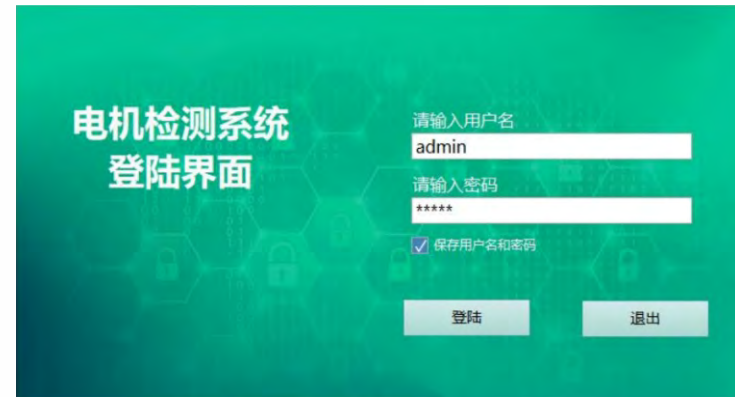 电机检测系统
登陆界面
请输入用户名
admin
请输入密码
*****
保存用户名和密码
登陆
退出